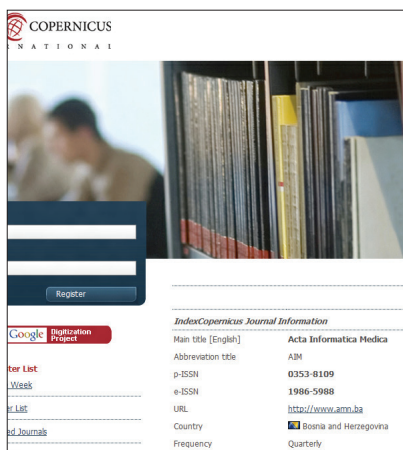 COPERNICUS
N A T I O N A L
Register
Google Digitization Project
ter List
Week
er List
ed Journals
IndexCopernicus Journal Information
Main title [English] Acta Informatica Medica
Abbreviation title AIM
p-ISSN 0353-8109
e-ISSN 1986-5988
URL http://www.amn.ba
Country Bosnia and Herzegovina
Frequency Quarterly